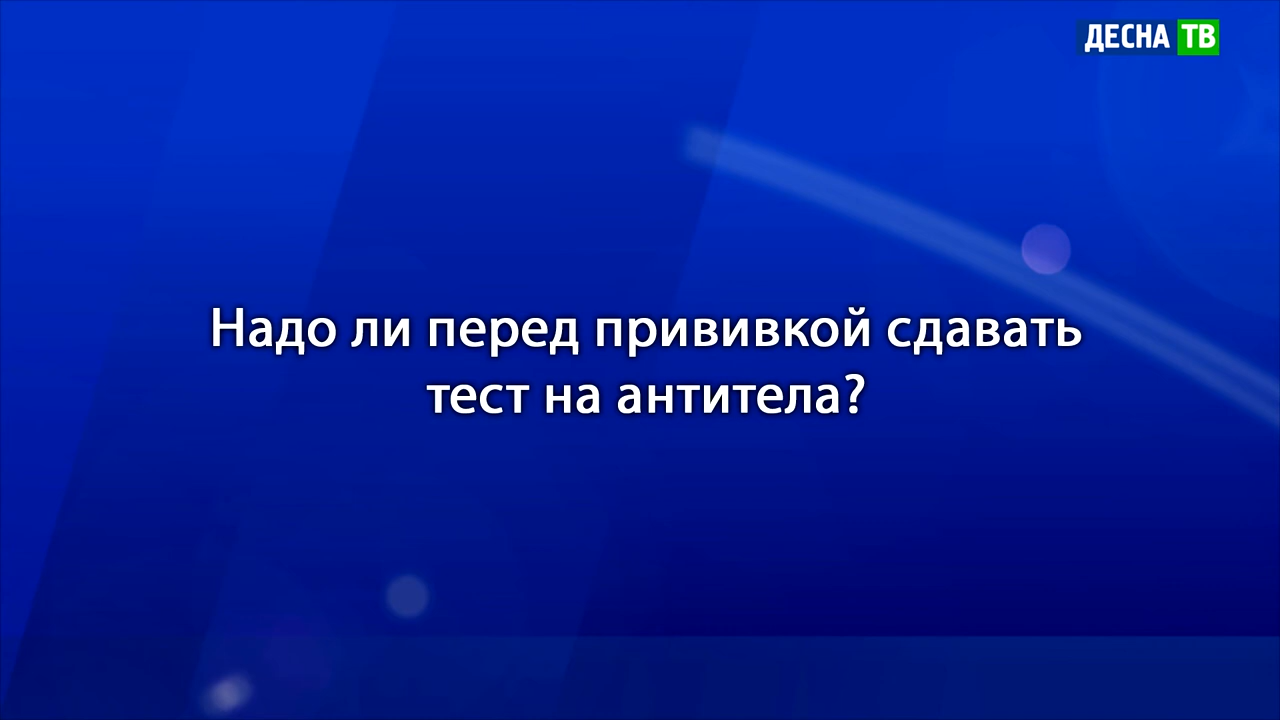 ДЕСНА ТВ
Надо ли перед прививкой сдавать
тест на антитела?